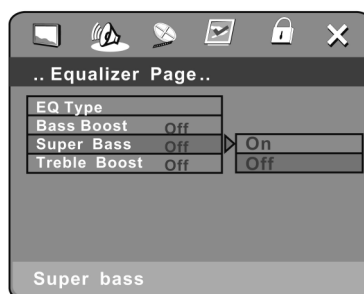 .. Equalizer Page..
EQ Type
Bass Boost Off
Super Bass Off On
Off
Treble Boost Off
Super bass